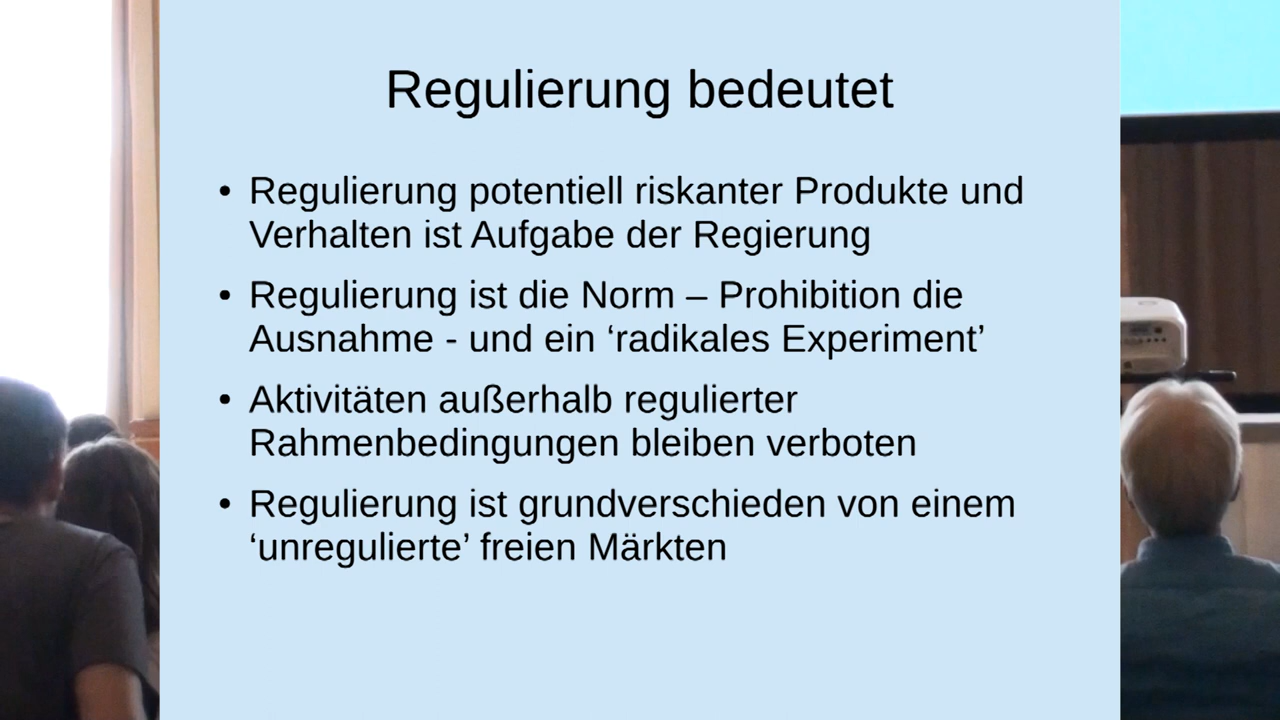 Regulierung bedeutet
• Regulierung potentiell riskanter Produkte und
Verhalten ist Aufgabe der Regierung
• Regulierung ist die Norm – Prohibition die
Ausnahme - und ein ‘radikales Experiment’
• Aktivitäten außerhalb regulierter
Rahmenbedingungen bleiben verboten
• Regulierung ist grundverschieden von einem
‘unregulierte’ freien Märkten